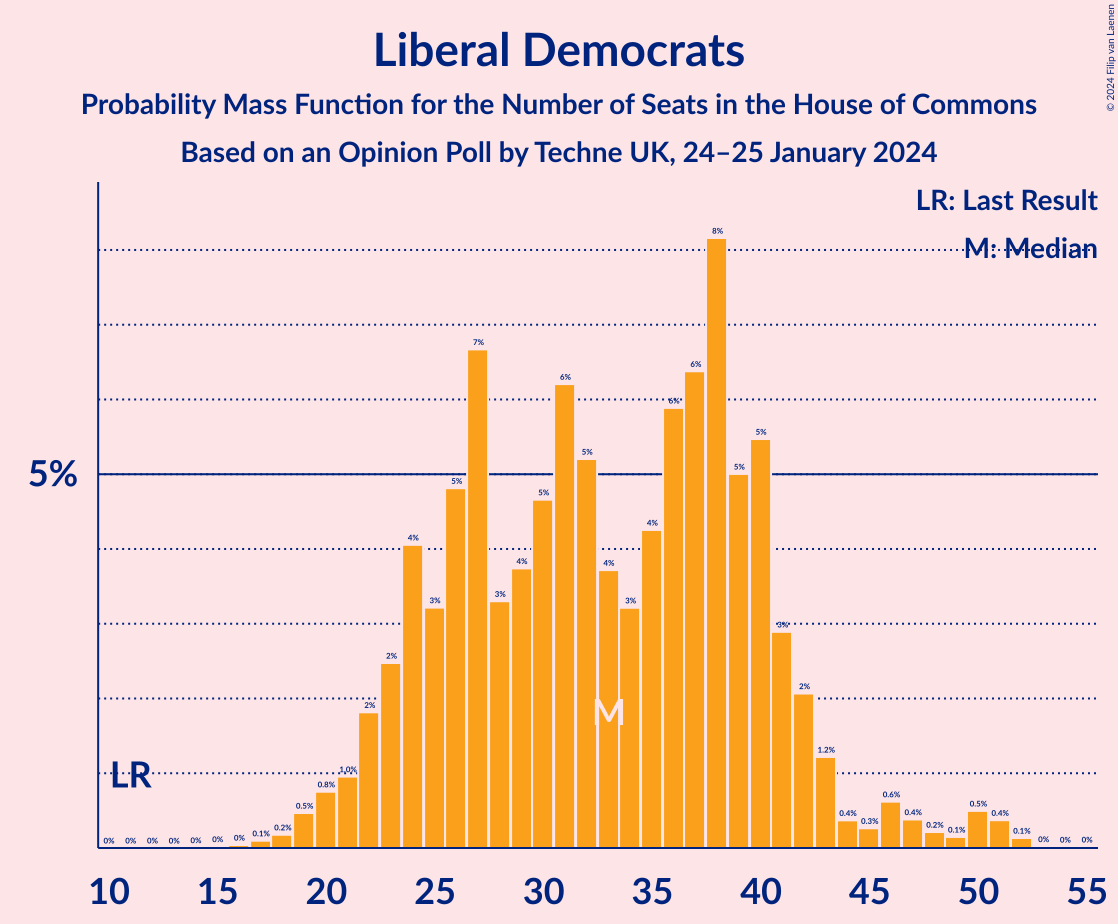 Liberal Democrats
Probability Mass Function for the Number of Seats in the House of Commons
Based on an Opinion Poll by Techne UK, 24–25 January 2024
© 2024 Filip van Laenen
LR: Last Result
M: Median
5%
LR
M
0% 0% 0% 0% 0% 0% 0% 0.1% 0.2% 0.5% 0.8% 1.0% 2% 2% 4% 3% 5% 7% 3% 4% 5% 6% 5% 4% 3% 4% 6% 6% 8% 5% 5% 3% 2% 1.2% 0.4% 0.3% 0.6% 0.4% 0.2% 0.1% 0.5% 0.4% 0.1% 0% 0% 0%
10 15 20 25 30 35 40 45 50 55